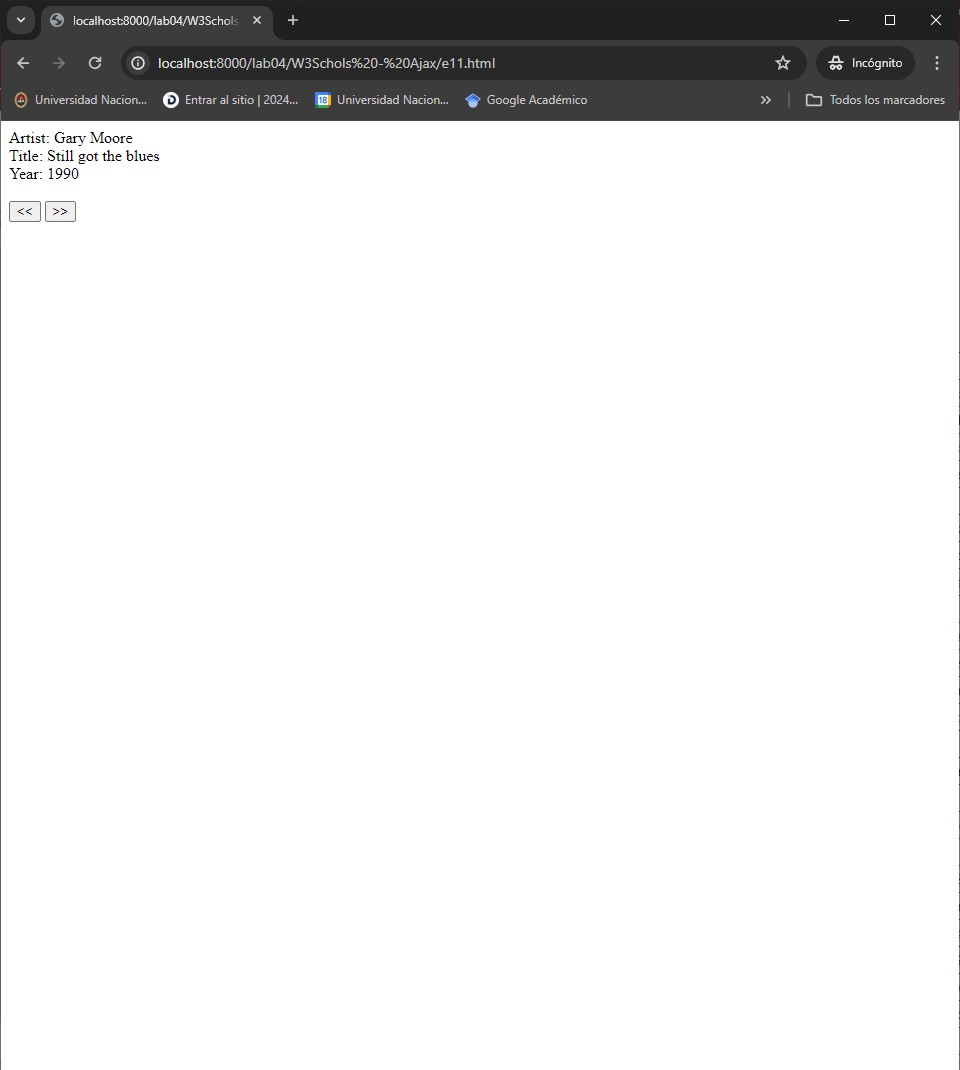 localhost:8000/lab04/W3Schols
localhost:8000/lab04/W3Schols%20-%20Ajax/e11.html
Incógnito
Universidad Nacion...
Entrar al sitio | 2024...
18
Universidad Nacion...
Google Académico
Todos los marcadores
Artist: Gary Moore
Title: Still got the blues
Year: 1990
<< >>